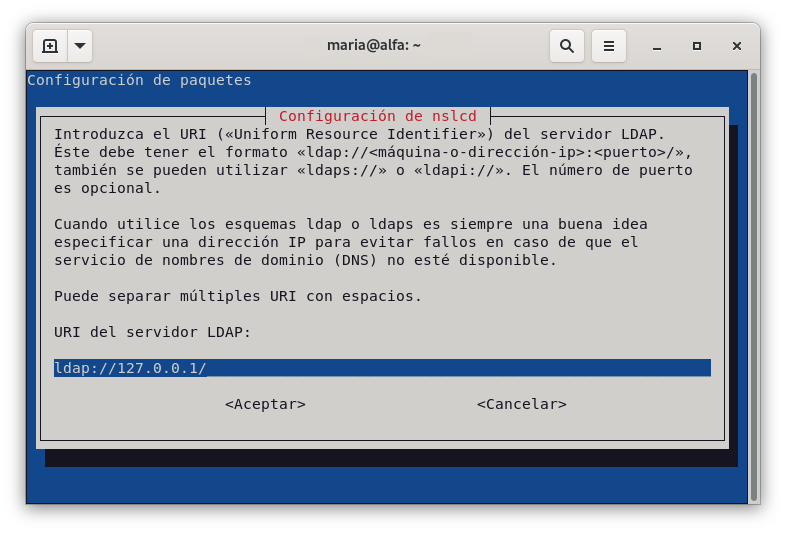 maria@alfa: ~
Configuración de paquetes
Configuración de nslcd
Introduzca el URI («Uniform Resource Identifier») del servidor LDAP.
Éste debe tener el formato «ldap://<máquina-o-dirección-ip>:<puerto>/»,
también se pueden utilizar «ldaps://» o «ldapi://». El número de puerto
es opcional.
Cuando utilice los esquemas ldap o ldaps es siempre una buena idea
especificar una dirección IP para evitar fallos en caso de que el
servicio de nombres de dominio (DNS) no esté disponible.
Puede separar múltiples URI con espacios.
URI del servidor LDAP:
ldap://127.0.0.1/
<Aceptar> <Cancelar>